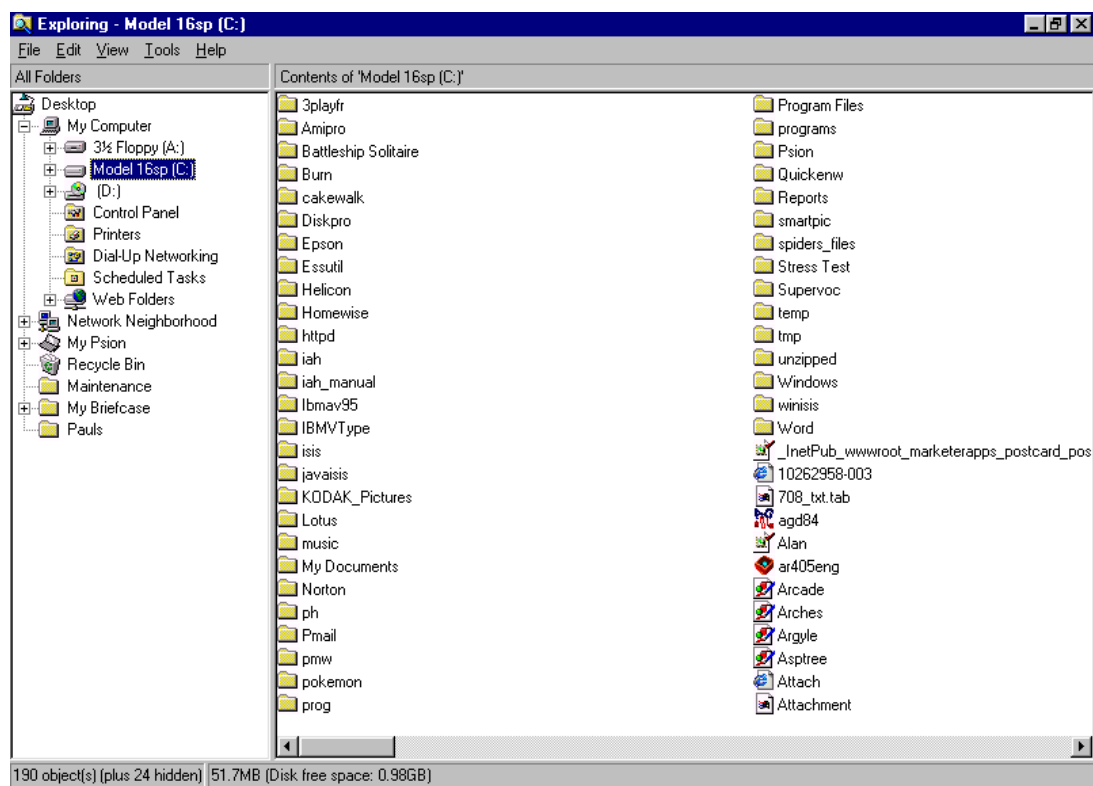 Exploring - Model 16sp (C:)
File Edit View Tools Help
All Folders
Contents of 'Model 16sp (C:)'
Desktop
My Computer
3½ Floppy (A:)
Model 16sp (C:)
(D:)
Control Panel
Printers
Dial-Up Networking
Scheduled Tasks
Web Folders
Network Neighborhood
My Psion
Recycle Bin
Maintenance
My Briefcase
Pauls
3playfr
Amipro
Battleship Solitaire
Burn
cakewalk
Diskpro
Epson
Essutil
Helicon
Homewise
httpd
iah
iah_manual
Ibmav95
IBMVType
isis
javaisis
KODAK_Pictures
Lotus
music
My Documents
Norton
ph
Pmail
pmw
pokemon
prog
Program Files
programs
Psion
Quickenw
Reports
smartpic
spiders_files
Stress Test
Supervoc
temp
tmp
unzipped
Windows
winisis
Word
_InetPub_wwwroot_marketerapps_postcard_pos
10262958-003
708_txt.tab
agd84
Alan
ar405eng
Arcade
Arches
Argyle
Asptree
Attach
Attachment
190 object(s) (plus 24 hidden)
51.7MB (Disk free space: 0.98GB)